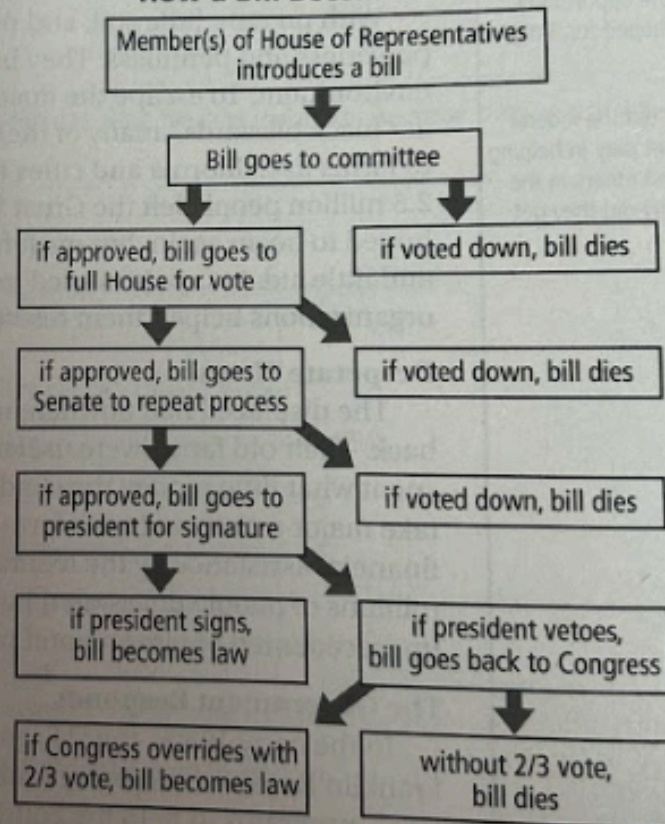 Member(s) of House of Representatives
introduces a bill
Bill goes to committee
if approved, bill goes to
full House for vote
if voted down, bill dies
if approved, bill goes to
Senate to repeat process
if voted down, bill dies
if approved, bill goes to
president for signature
if voted down, bill dies
if president signs,
bill becomes law
if president vetoes,
bill goes back to Congress
if Congress overrides with
2/3 vote, bill becomes law
without 2/3 vote,
bill dies